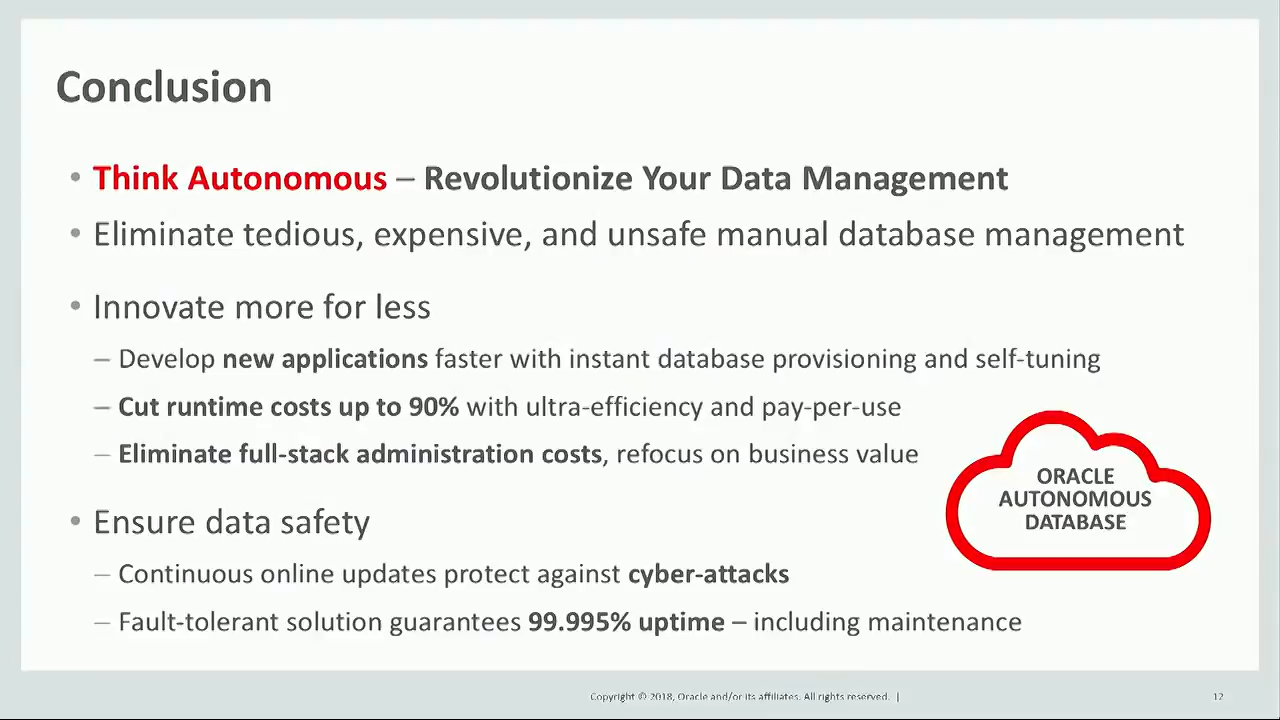 Conclusion
• Think Autonomous – Revolutionize Your Data Management
• Eliminate tedious, expensive, and unsafe manual database management
• Innovate more for less
– Develop new applications faster with instant database provisioning and self-tuning
– Cut runtime costs up to 90% with ultra-efficiency and pay-per-use
– Eliminate full-stack administration costs, refocus on business value
ORACLE
AUTONOMOUS
DATABASE
• Ensure data safety
– Continuous online updates protect against cyber-attacks
– Fault-tolerant solution guarantees 99.995% uptime – including maintenance
Copyright © 2018, Oracle and/or its affiliates. All rights reserved. |
12